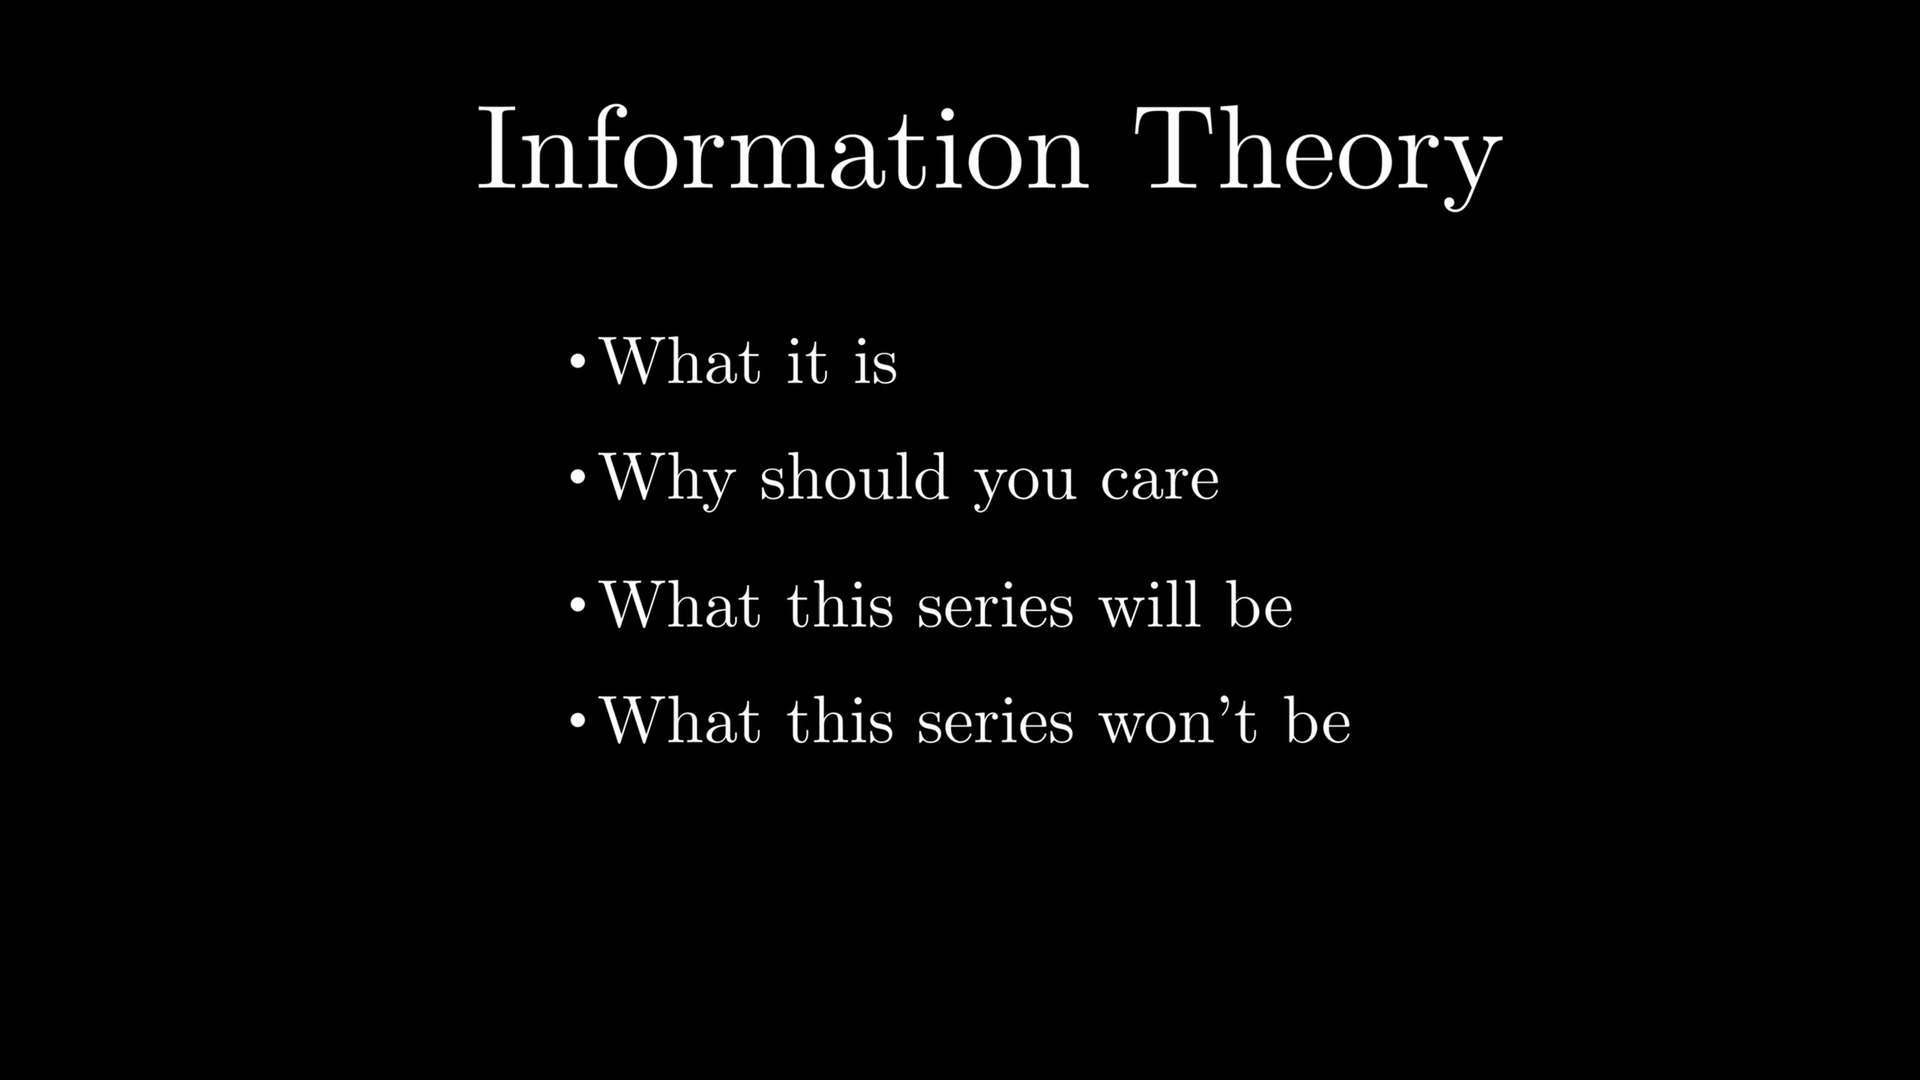 Information Theory
• What it is
• Why should you care
• What this series will be
• What this series won't be